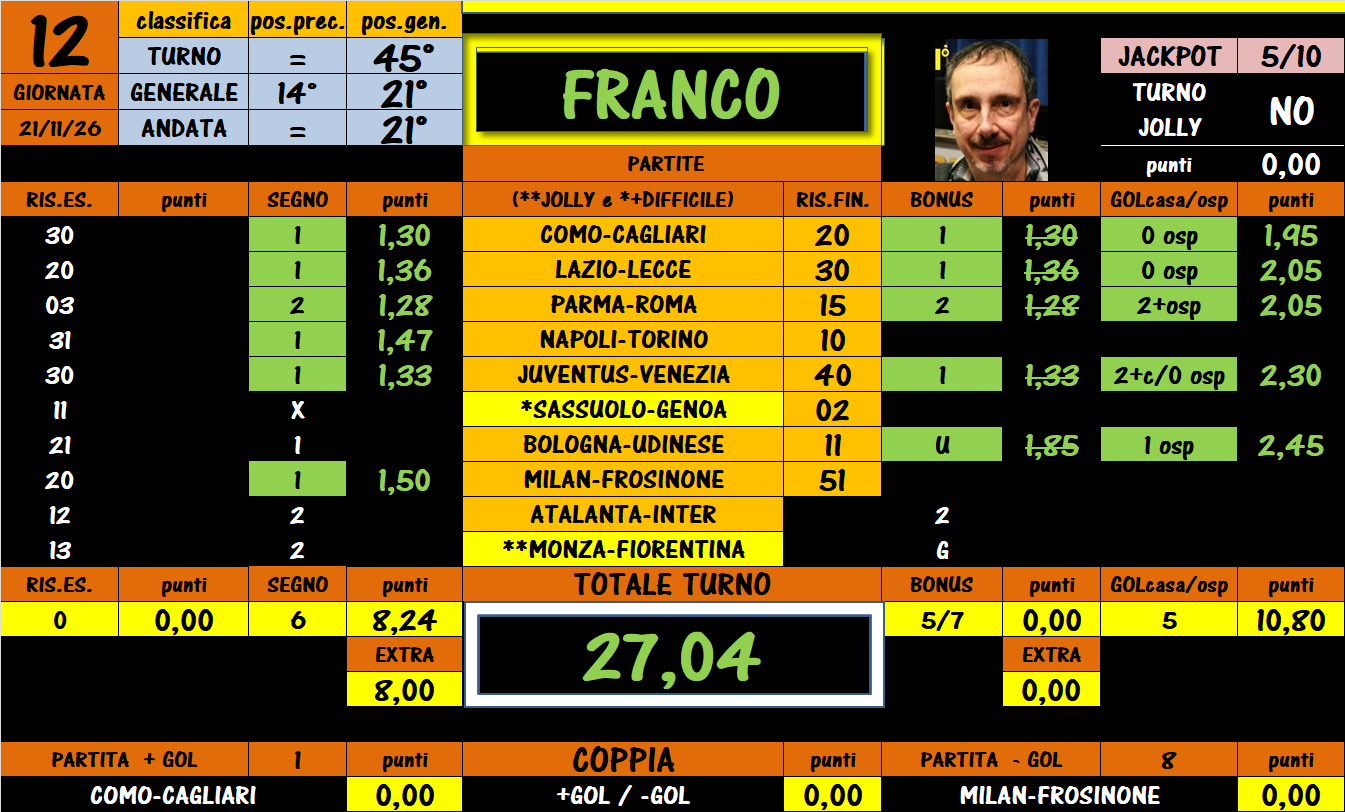 12 classifica pos.prec. pos.gen.
TURNO = 45° FRANCO JACKPOT 5/10
GIORNATA GENERALE 14° 21° TURNO JOLLY NO
21/11/26 ANDATA = 21°
PARTITE punti 0,00
RIS.ES. punti SEGNO punti (**JOLLY e *+DIFFICILE) RIS.FIN. BONUS punti GOLcasa/osp punti
30 1 1,30 COMO-CAGLIARI 20 1 1,30 0 osp 1,95
20 1 1,36 LAZIO-LECCE 30 1 1,36 0 osp 2,05
03 2 1,28 PARMA-ROMA 15 2 1,28 2+osp 2,05
31 1 1,47 NAPOLI-TORINO 10
30 1 1,33 JUVENTUS-VENEZIA 40 1 1,33 2+c/0 osp 2,30
11 X *SASSUOLO-GENOA 02
21 1 BOLOGNA-UDINESE 11 U 1,85 1 osp 2,45
20 1 1,50 MILAN-FROSINONE 51
12 2 ATALANTA-INTER 2
13 2 **MONZA-FIORENTINA G
RIS.ES. punti SEGNO punti TOTALE TURNO BONUS punti GOLcasa/osp punti
0 0,00 6 8,24 27,04 5/7 0,00 5 10,80
EXTRA EXTRA
8,00 0,00
PARTITA + GOL 1 punti COPPIA punti PARTITA - GOL 8 punti
COMO-CAGLIARI 0,00 +GOL / -GOL 0,00 MILAN-FROSINONE 0,00